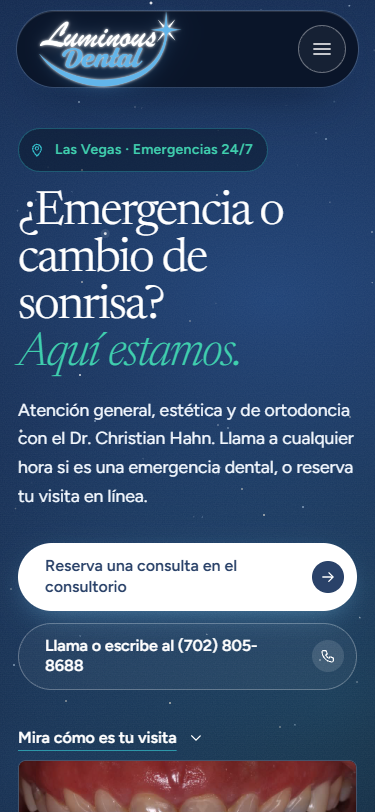 Luminous
Dental
Las Vegas · Emergencias 24/7
¿Emergencia o
cambio de
sonrisa?
Aquí estamos.
Atención general, estética y de ortodoncia
con el Dr. Christian Hahn. Llama a cualquier
hora si es una emergencia dental, o reserva
tu visita en línea.
Reserva una consulta en el
consultorio
Llama o escribe al (702) 805-
8688
Mira cómo es tu visita